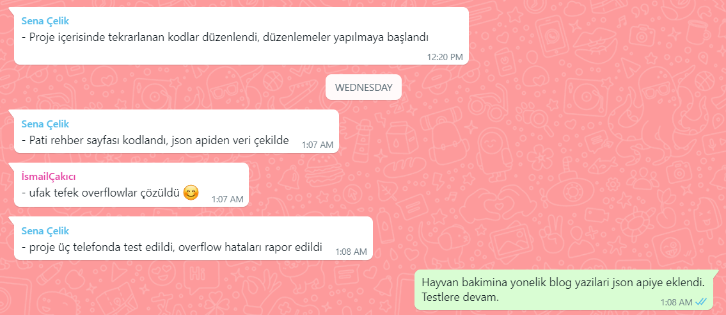 Sena Çelik
- Proje içerisinde tekrarlanan kodlar düzenlendi, düzenlemeler yapılmaya başlandı
12:20 PM
WEDNESDAY
Sena Çelik
- Pati rehber sayfası kodlandı, json apiden veri çekilde
1:07 AM
İsmailÇakıcı
- ufak tefek overflowlar çözüldü 😊
1:07 AM
Sena Çelik
- proje üç telefonda test edildi, overflow hataları rapor edildi
1:08 AM
Hayvan bakimina yonelik blog yazilari json apiye eklendi.
Testlere devam.
1:08 AM